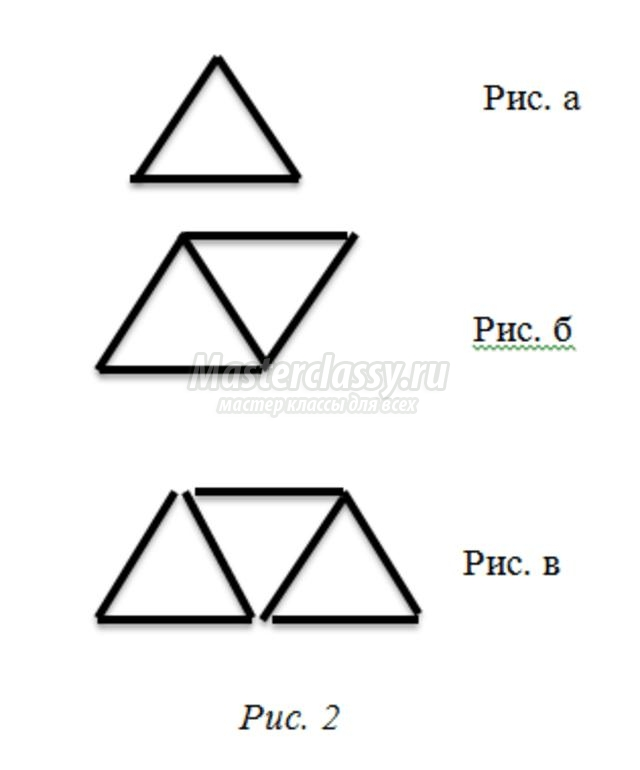 Рис. а
Рис. б
Masterclassy.ru
мастер классы для всех
Рис. в
Рис. 2